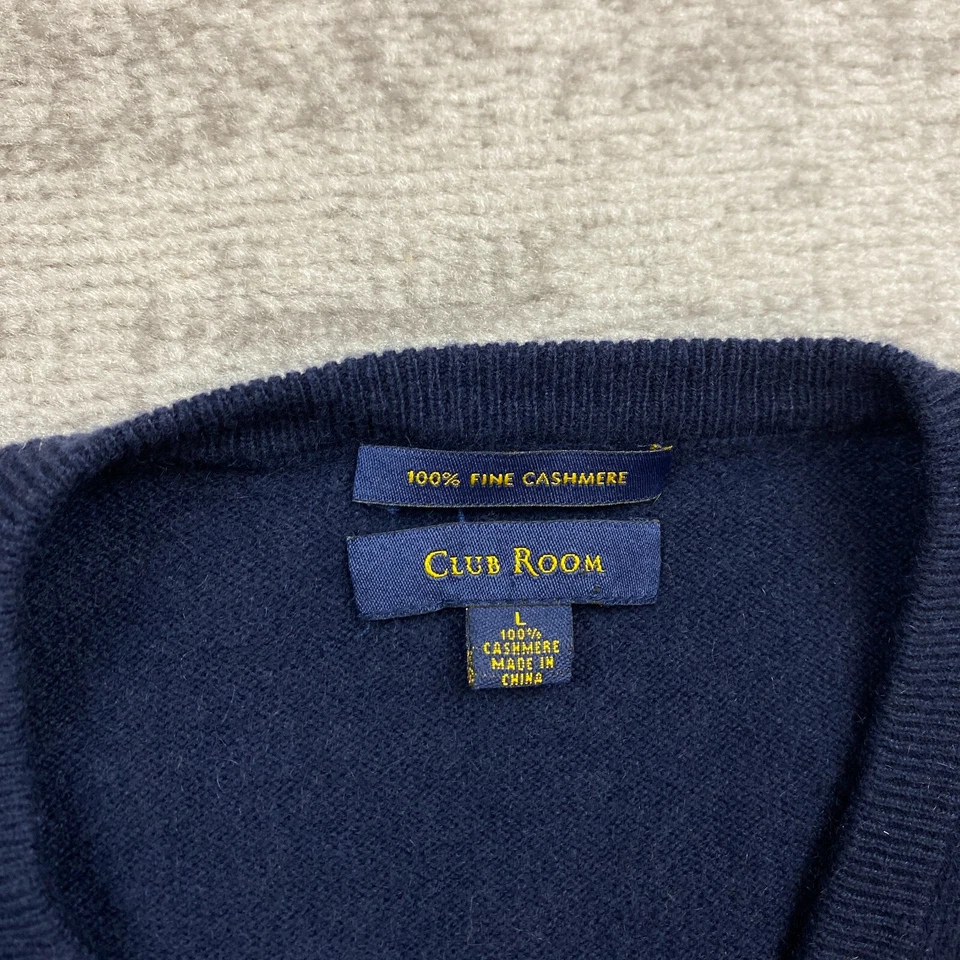 100% FINE CASHMERE
CLUB ROOM
L
100%
CASHMERE
MADE IN
CHINA